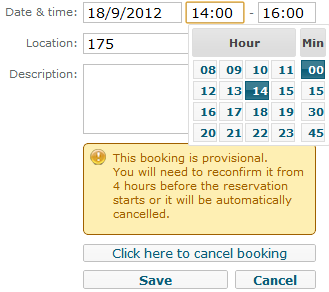 Date & time: 18/9/2012 14:00 - 16:00
Hour Min
Location: 175
08 09 10 11 00
Description:
12 13 14 15 15
16 17 18 19 30
20 21 22 23 45
This booking is provisional.
You will need to reconfirm it from
4 hours before the reservation
starts or it will be automatically
cancelled.
Click here to cancel booking
Save Cancel